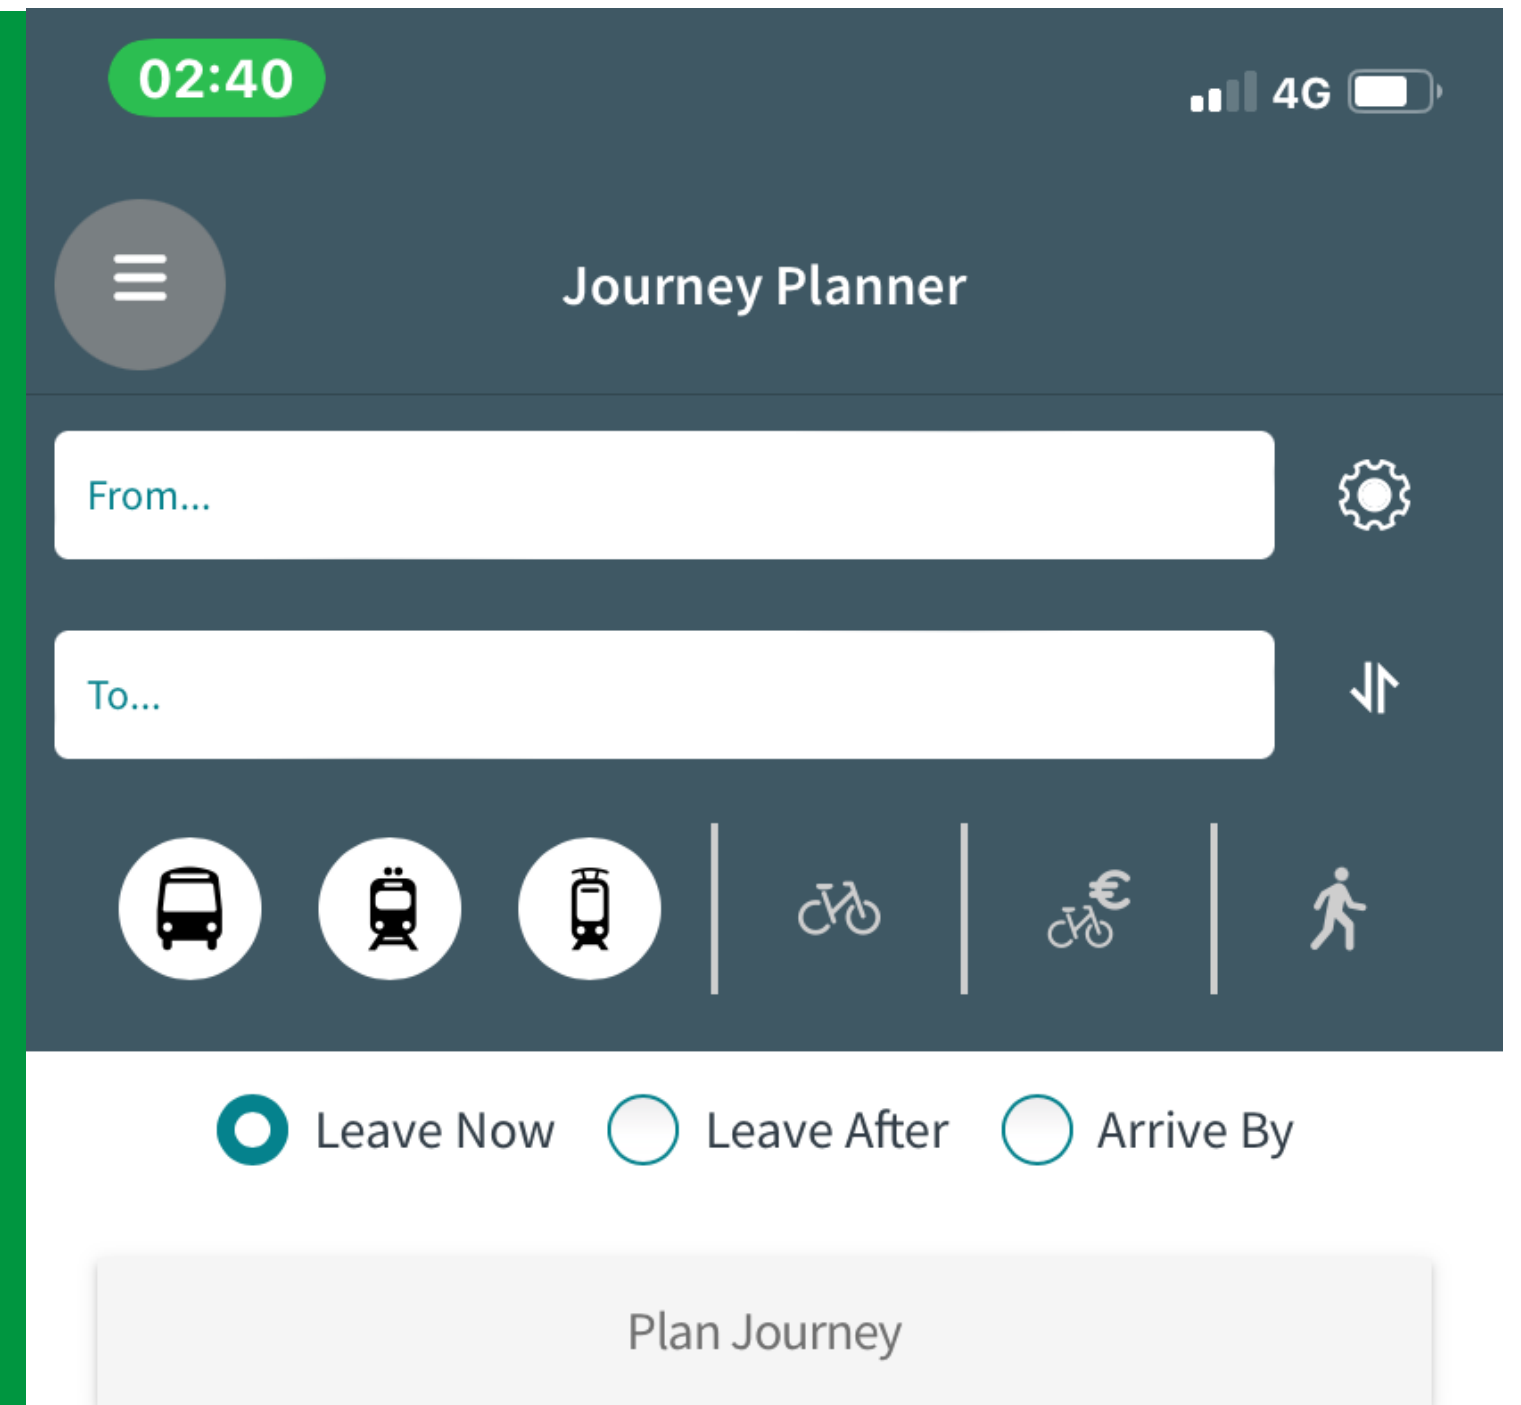 02:40
4G
Journey Planner
From...
To...
€
Leave Now Leave After Arrive By
Plan Journey